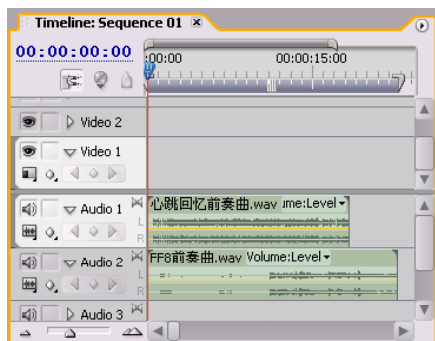 Timeline: Sequence 01
00:00:00:00
:00:00
00:00:15:00
Video 2
Video 1
Audio 1
心跳回忆前奏曲.wav ume:Level
L
R
Audio 2
FF8前奏曲.wav Volume:Level
L
R
Audio 3